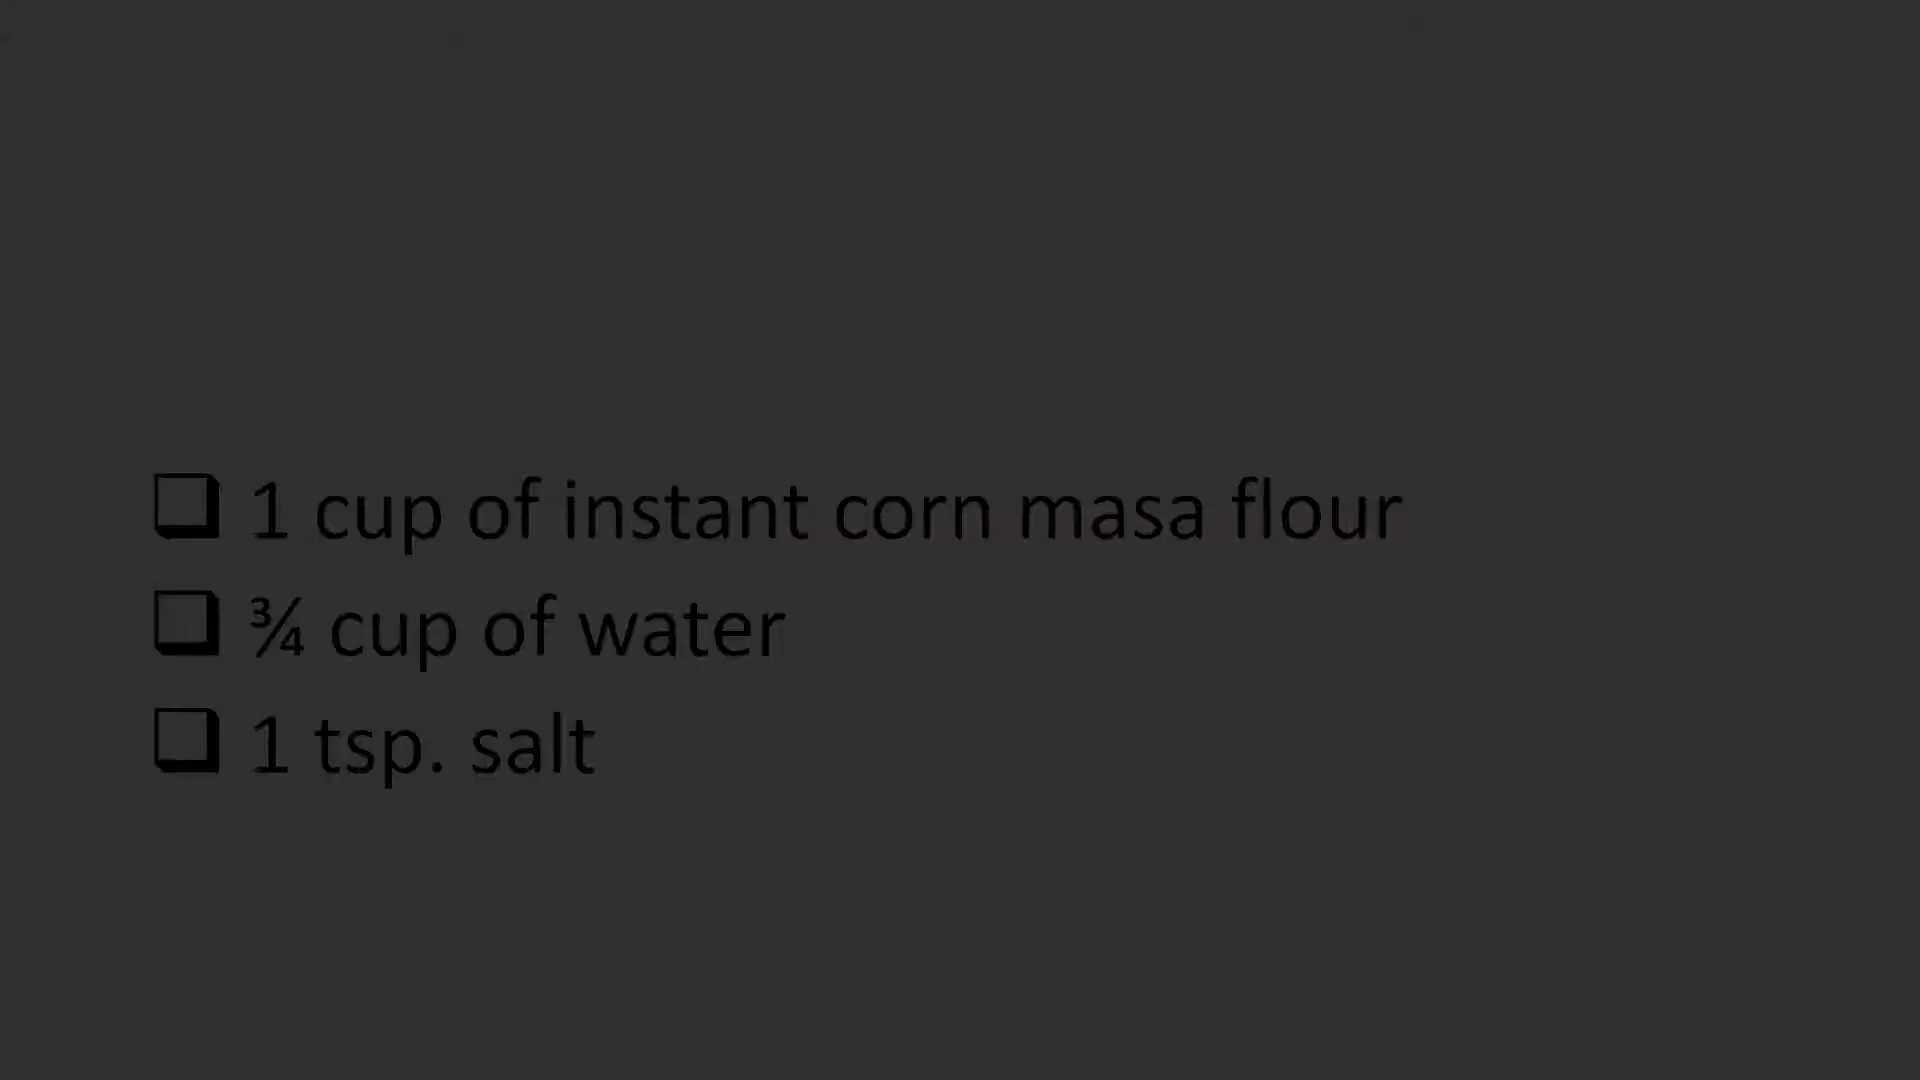 ❑ 1 cup of instant corn masa flour
❑ ¾ cup of water
❑ 1 tsp. salt